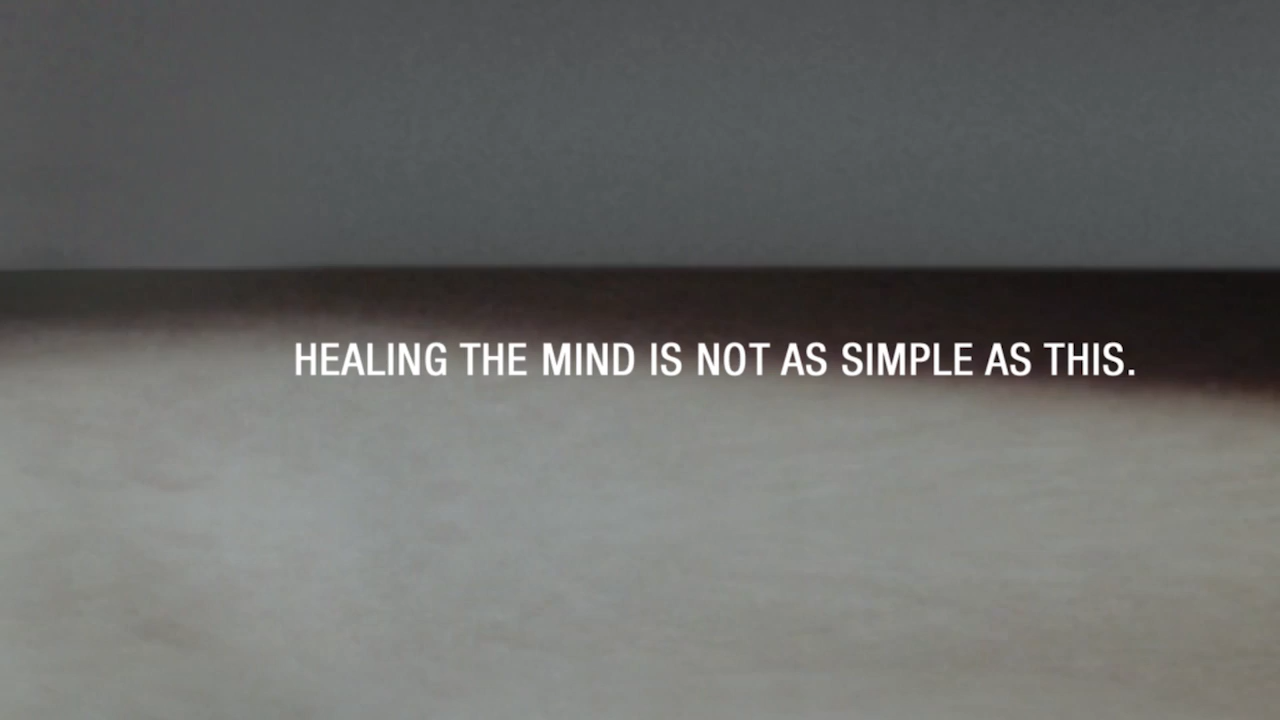 HEALING THE MIND IS NOT AS SIMPLE AS THIS.